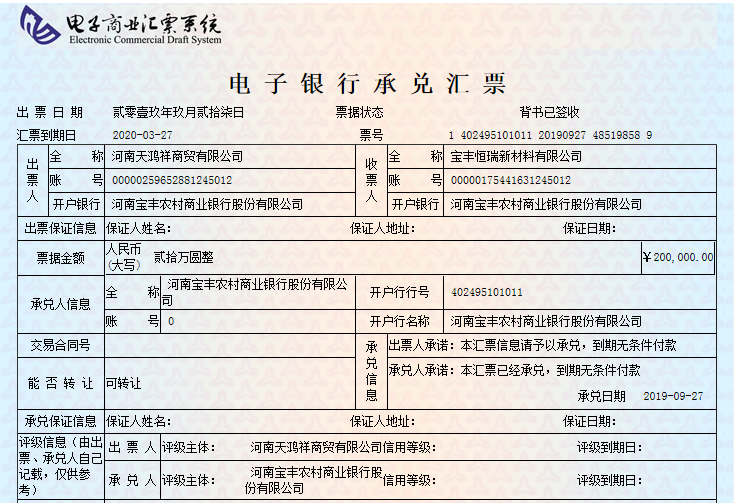 电子商业汇票系统
Electronic Commercial Draft System
电子银行承兑汇票
出票日期 贰零壹玖年玖月贰拾柒日 票据状态 背书已签收
汇票到期日 2020-03-27 票号 1 402495101011 20190927 48519858 9
出票人 全称 河南天鸿祥商贸有限公司 收票人 全称 宝丰恒瑞新材料有限公司
账号 00000259652881245012 账号 00000175441631245012
开户银行 河南宝丰农村商业银行股份有限公司 开户银行 河南宝丰农村商业银行股份有限公司
出票保证信息 保证人姓名: 保证人地址: 保证日期:
票据金额 人民币(大写) 贰拾万圆整 ¥200,000.00
承兑人信息 全称 河南宝丰农村商业银行股份有限公司 开户行行号 402495101011
账号 0 开户行名称 河南宝丰农村商业银行股份有限公司
交易合同号 承兑信息 出票人承诺: 本汇票信息请予以承兑, 到期无条件付款
能否转让 可转让 承兑人承兑: 本汇票已经承兑, 到期无条件付款
承兑日期 2019-09-27
承兑保证信息 保证人姓名: 保证人地址: 保证日期:
评级信息(由出票、承兑人自己记载, 仅供参考) 出票人 评级主体: 河南天鸿祥商贸有限公司 信用等级: 评级到期日:
承兑人 评级主体: 河南宝丰农村商业银行股份有限公司 信用等级: 评级到期日: